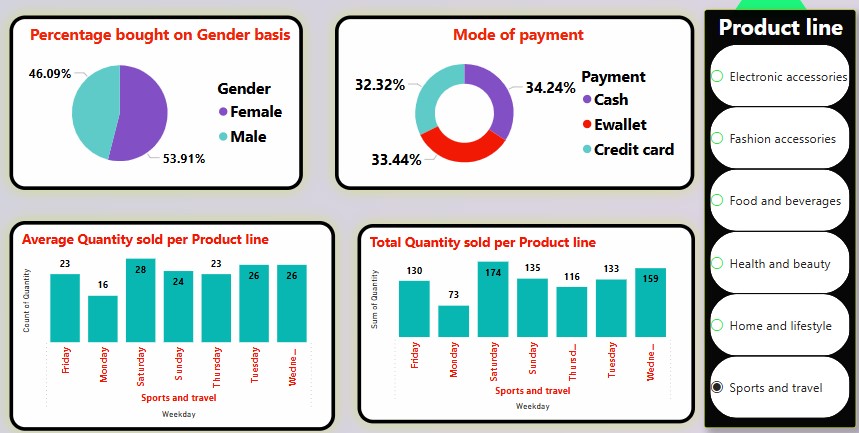 Percentage bought on Gender basis
46.09%
53.91%
Gender
Female
Male
Mode of payment
32.32%
34.24%
33.44%
Payment
Cash
Ewallet
Credit card
Product line
Electronic accessories
Fashion accessories
Food and beverages
Health and beauty
Home and lifestyle
Sports and travel
Average Quantity sold per Product line
Count of Quantity
23
16
28
24
23
26
26
Friday
Monday
Saturday
Sunday
Thursday
Tuesday
Wedne...
Sports and travel
Weekday
Total Quantity sold per Product line
Sum of Quantity
130
73
174
135
116
133
159
Friday
Monday
Saturday
Sunday
Thursd...
Tuesday
Wedne...
Sports and travel
Weekday